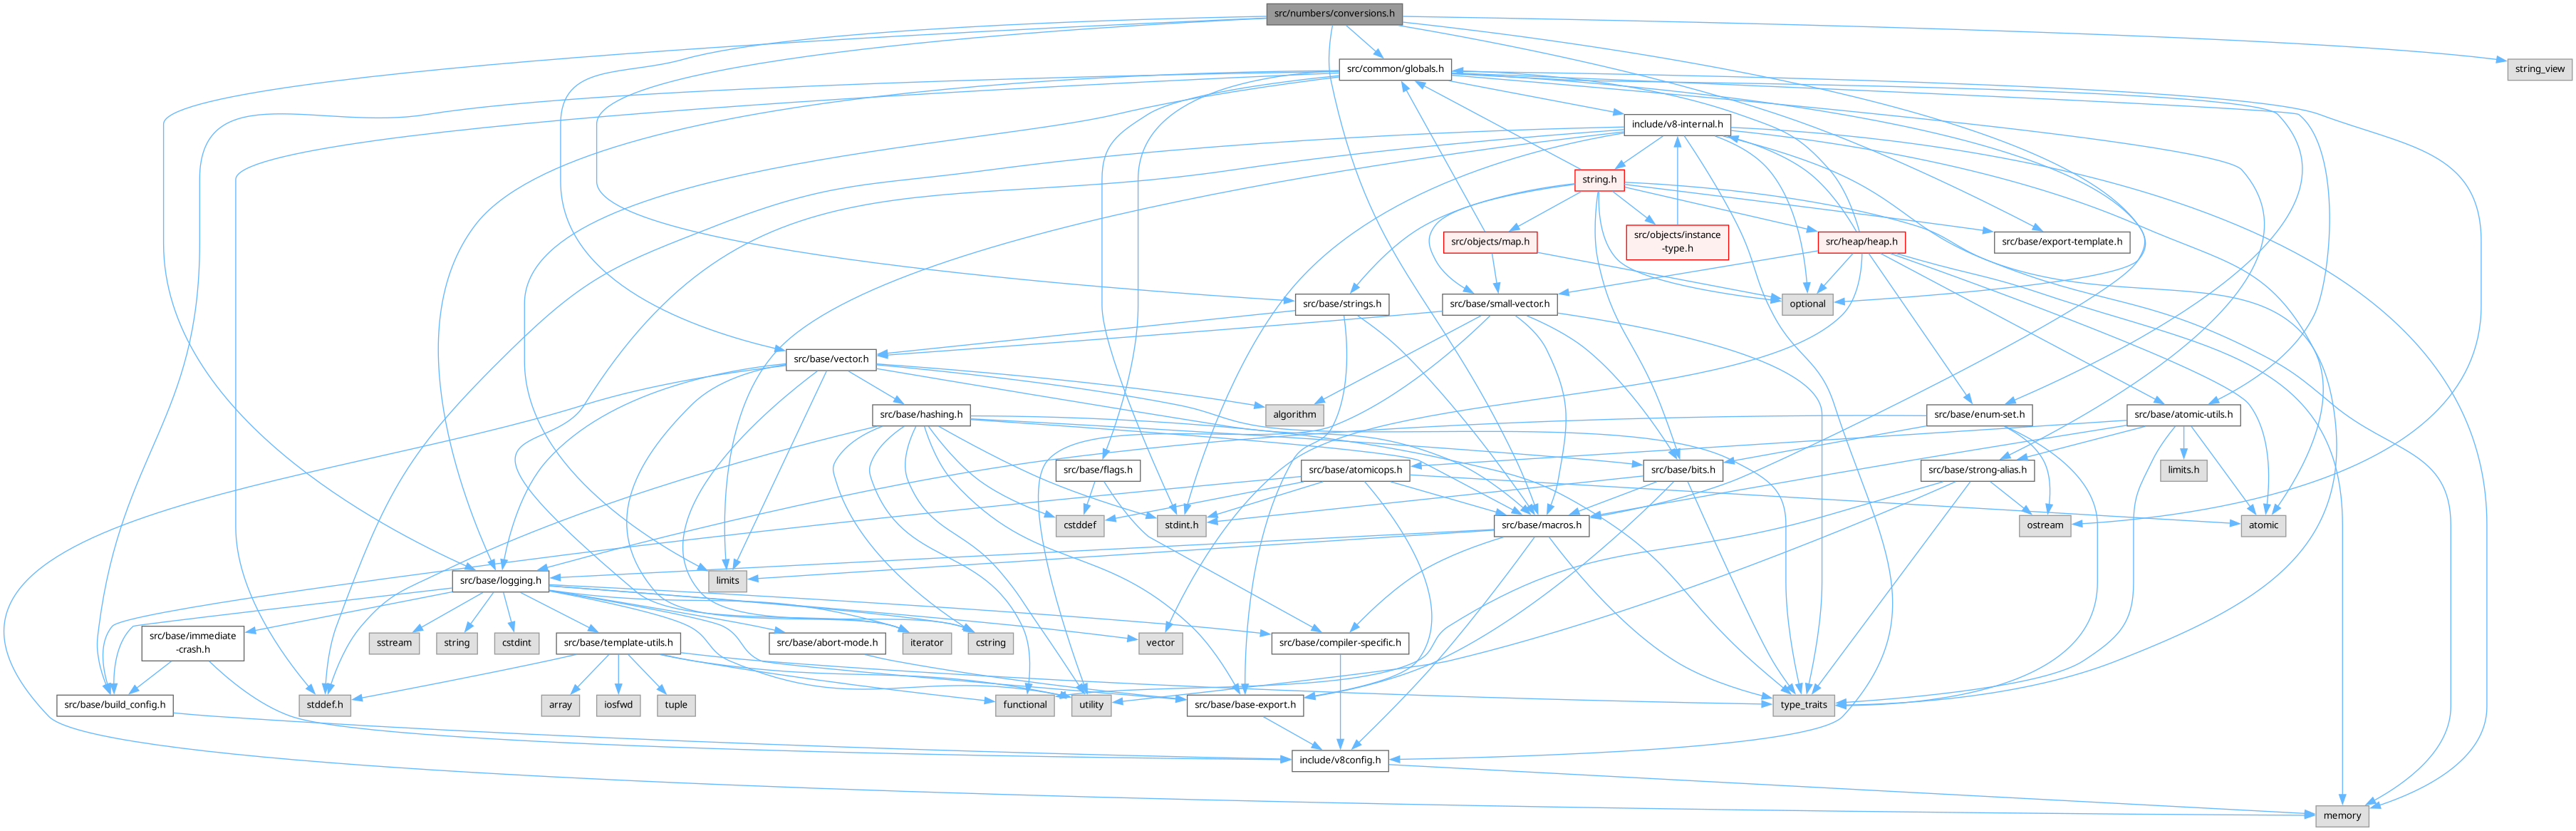 src/numbers/conversions.h
src/common/globals.h
string_view
include/v8-internal.h
string.h
src/objects/map.h
src/objects/instance
-type.h
src/heap/heap.h
src/base/export-template.h
src/base/strings.h
src/base/small-vector.h
optional
src/base/vector.h
src/base/hashing.h
algorithm
src/base/enum-set.h
src/base/atomic-utils.h
src/base/flags.h
src/base/atomicops.h
src/base/bits.h
src/base/strong-alias.h
limits.h
cstddef
stdint.h
src/base/macros.h
ostream
atomic
src/base/logging.h
limits
src/base/immediate
-crash.h
sstream
string
cstdint
src/base/template-utils.h
src/base/abort-mode.h
iterator
cstring
vector
src/base/compiler-specific.h
src/base/build_config.h
stddef.h
array
iosfwd
tuple
functional
utility
src/base/base-export.h
type_traits
include/v8config.h
memory